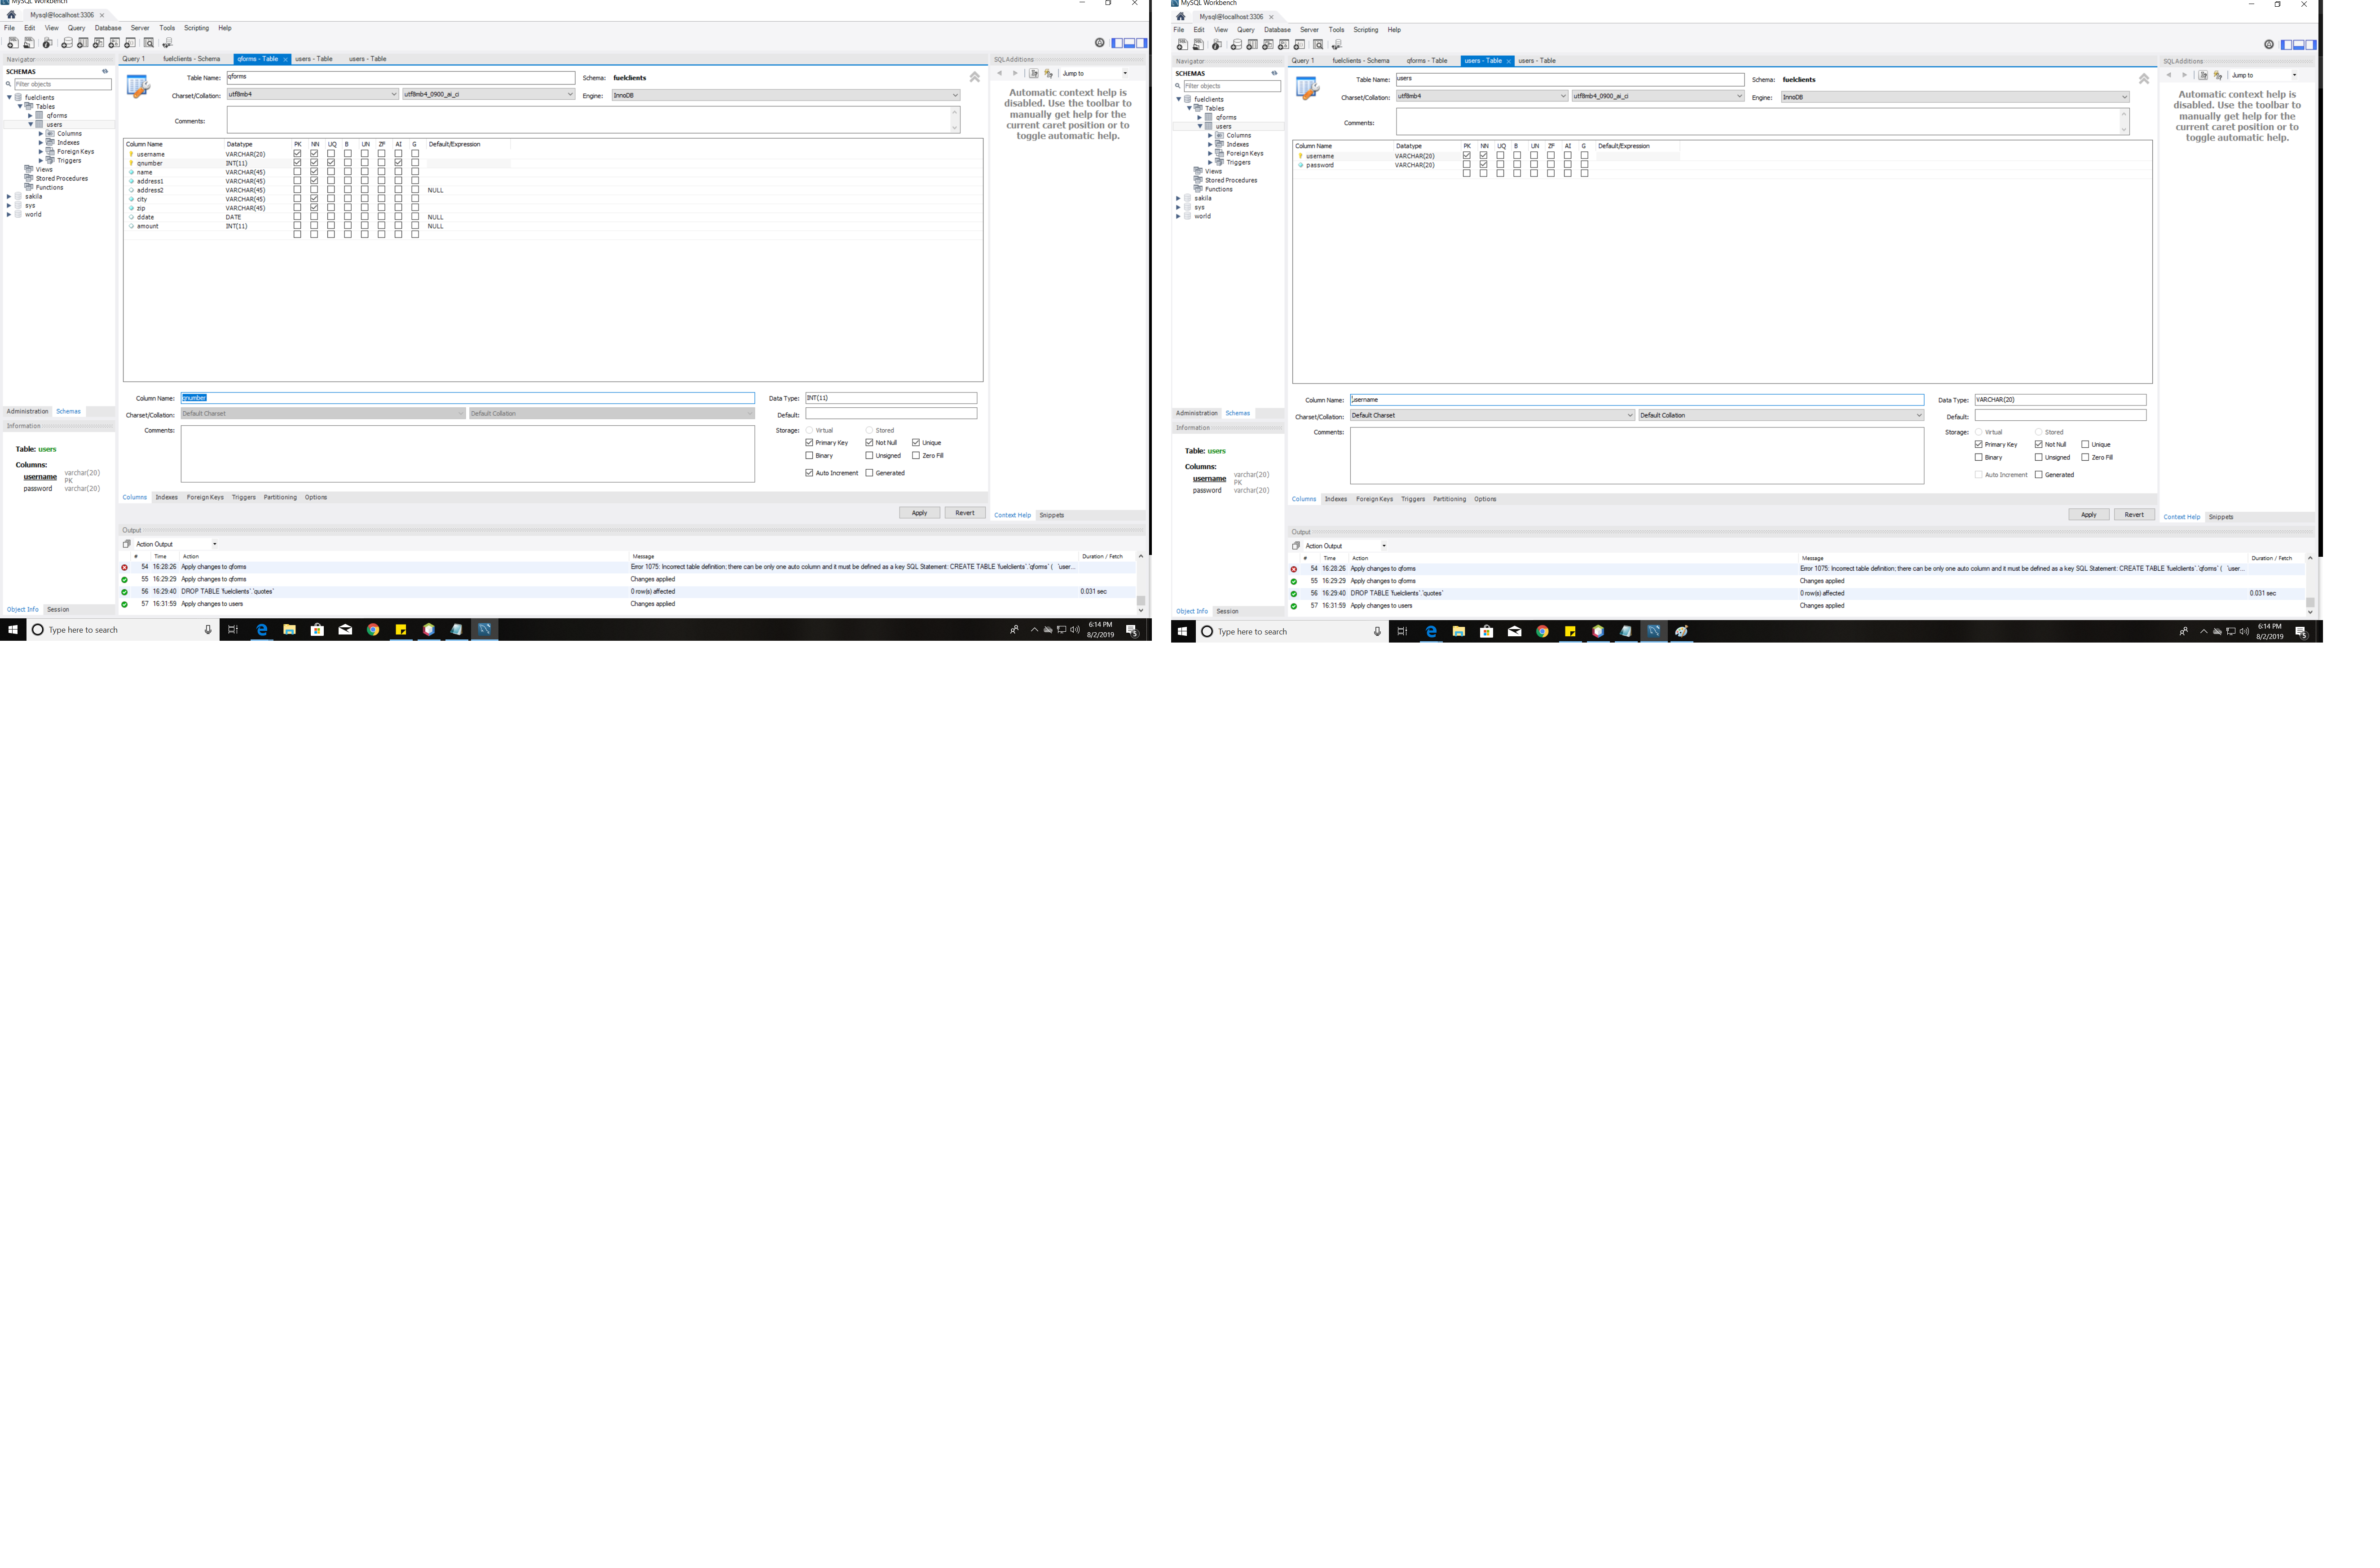 MySQL Workbench
Mysql@localhost:3306
File Edit View Query Database Server Tools Scripting Help
Navigator
SCHEMAS
Filter objects
fuelclients
Tables
qforms
users
Columns
Indexes
Foreign Keys
Triggers
Views
Stored Procedures
Functions
sakila
sys
world
Administration Schemas
Information
Table: users
Columns:
username varchar(20) PK
password varchar(20)
Object Info Session
Query 1 fuelclients - Schema qforms - Table users - Table users - Table
Table Name: qforms Schema: fuelclients
Charset/Collation: utf8mb4 utf8mb4_0900_ai_ci Engine: InnoDB
Comments:
Column Name Datatype PK NN UQ B UN ZF AI G Default/Expression
username VARCHAR(20)
qnumber INT(11)
name VARCHAR(45)
address1 VARCHAR(45)
address2 VARCHAR(45) NULL
city VARCHAR(45)
zip VARCHAR(45)
ddate DATE NULL
amount INT(11) NULL
Column Name: qnumber Data Type: INT(11)
Charset/Collation: Default Charset Default Collation Default:
Comments: Storage: Virtual Stored
Primary Key Not Null Unique
Binary Unsigned Zero Fill
Auto Increment Generated
Columns Indexes Foreign Keys Triggers Partitioning Options
Apply Revert
SQLAdditions
Jump to
Automatic context help is
disabled. Use the toolbar to
manually get help for the
current caret position or to
toggle automatic help.
Context Help Snippets
Output
Action Output
# Time Action Message Duration / Fetch
54 16:28:26 Apply changes to qforms Error 1075: Incorrect table definition; there can be only one auto column and it must be defined as a key SQL Statement: CREATE TABLE `fuelclients`.`qforms` ( `user...
55 16:29:29 Apply changes to qforms Changes applied
56 16:29:40 DROP TABLE `fuelclients`.`quotes` 0 row(s) affected 0.031 sec
57 16:31:59 Apply changes to users Changes applied
Type here to search
6:14 PM
8/2/2019
5
MySQL Workbench
Mysql@localhost:3306
File Edit View Query Database Server Tools Scripting Help
Navigator
SCHEMAS
Filter objects
fuelclients
Tables
qforms
users
Columns
Indexes
Foreign Keys
Triggers
Views
Stored Procedures
Functions
sakila
sys
world
Administration Schemas
Information
Table: users
Columns:
username varchar(20) PK
password varchar(20)
Object Info Session
Query 1 fuelclients - Schema qforms - Table users - Table users - Table
Table Name: users Schema: fuelclients
Charset/Collation: utf8mb4 utf8mb4_0900_ai_ci Engine: InnoDB
Comments:
Column Name Datatype PK NN UQ B UN ZF AI G Default/Expression
username VARCHAR(20)
password VARCHAR(20)
Column Name: username Data Type: VARCHAR(20)
Charset/Collation: Default Charset Default Collation Default:
Comments: Storage: Virtual Stored
Primary Key Not Null Unique
Binary Unsigned Zero Fill
Auto Increment Generated
Columns Indexes Foreign Keys Triggers Partitioning Options
Apply Revert
SQLAdditions
Jump to
Automatic context help is
disabled. Use the toolbar to
manually get help for the
current caret position or to
toggle automatic help.
Context Help Snippets
Output
Action Output
# Time Action Message Duration / Fetch
54 16:28:26 Apply changes to qforms Error 1075: Incorrect table definition; there can be only one auto column and it must be defined as a key SQL Statement: CREATE TABLE `fuelclients`.`qforms` ( `user...
55 16:29:29 Apply changes to qforms Changes applied
56 16:29:40 DROP TABLE `fuelclients`.`quotes` 0 row(s) affected 0.031 sec
57 16:31:59 Apply changes to users Changes applied
Type here to search
6:14 PM
8/2/2019
5